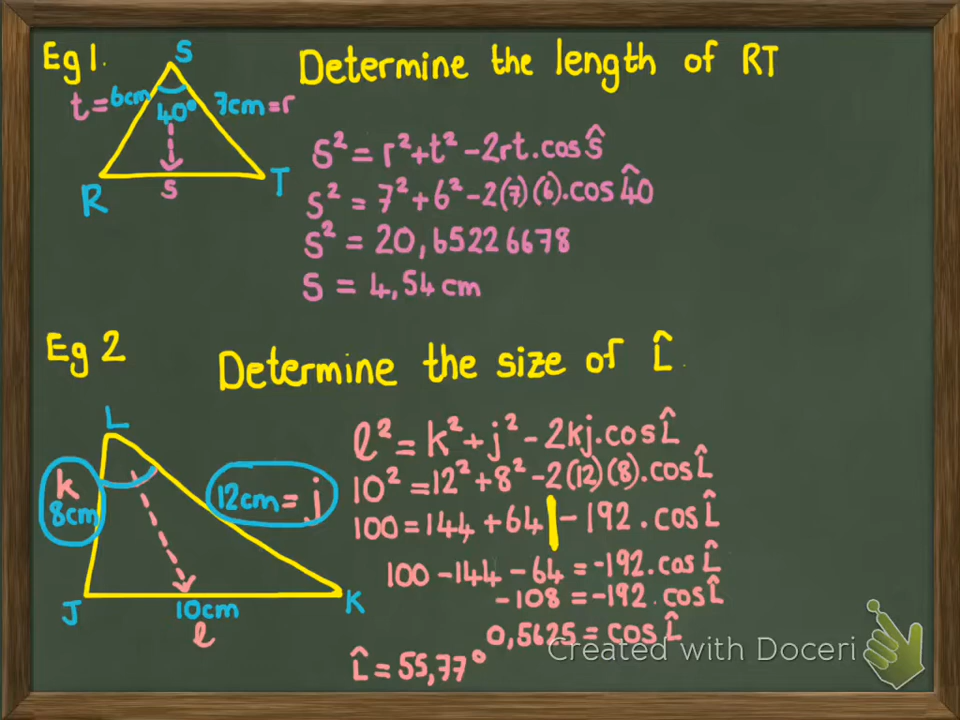 Eg 1.
Determine the length of RT
S
t = 6cm
40°
7cm = r
R
s
T
s² = r² + t² - 2rt.cos ŝ
s² = 7² + 6² - 2(7)(6).cos 4̂0
s² = 20,65226678
s = 4,54 cm
Eg 2
Determine the size of L̂.
L
k
8cm
12cm = j
J
10cm
l
K
l² = k² + j² - 2kj.cos L̂
10² = 12² + 8² - 2(12)(8).cos L̂
100 = 144 + 64 - 192.cos L̂
100 - 144 - 64 = -192.cos L̂
-108 = -192.cos L̂
0,5625 = cos L̂
L̂ = 55,77°
Created with Doceri